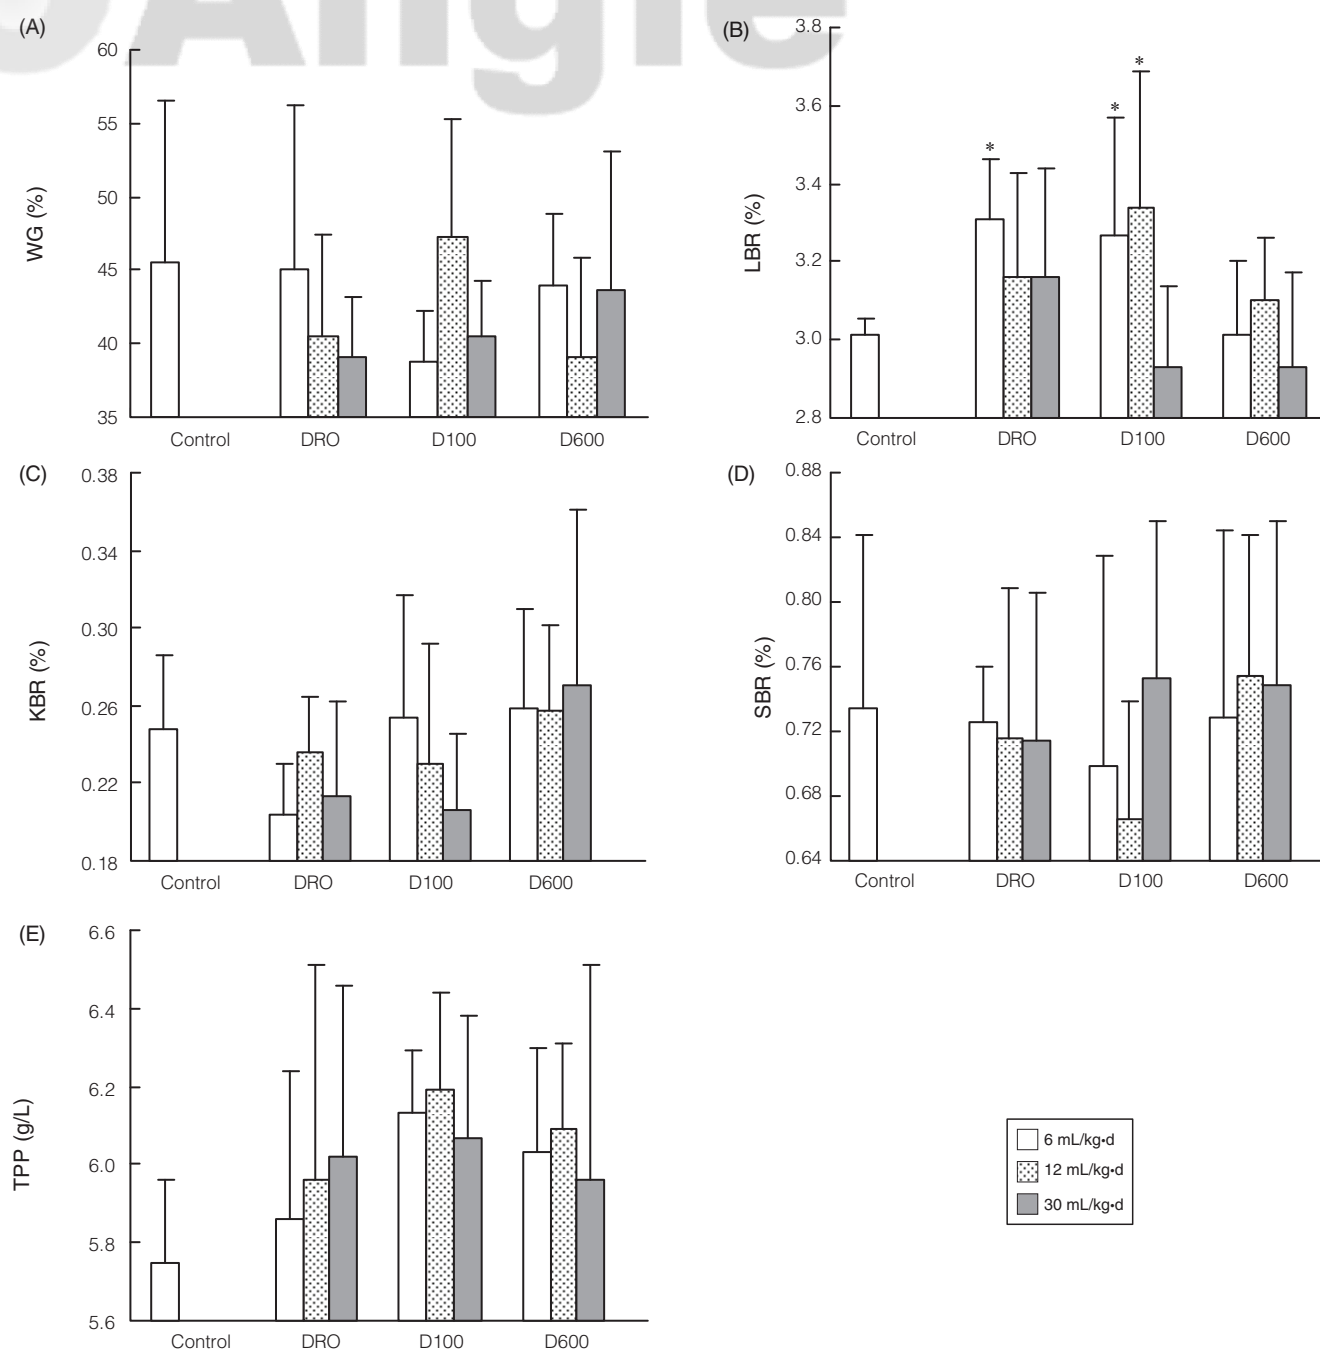 Angle
(A)
60
55
50
45
40
35
WG (%)
Control DRO D100 D600
(B)
3.8
3.6
3.4
3.2
3.0
2.8
LBR (%)
* * *
Control DRO D100 D600
(C)
0.38
0.34
0.30
0.26
0.22
0.18
KBR (%)
Control DRO D100 D600
(D)
0.88
0.84
0.80
0.76
0.72
0.68
0.64
SBR (%)
Control DRO D100 D600
(E)
6.6
6.4
6.2
6.0
5.8
5.6
TPP (g/L)
Control DRO D100 D600
6 mL/kg•d
12 mL/kg•d
30 mL/kg•d